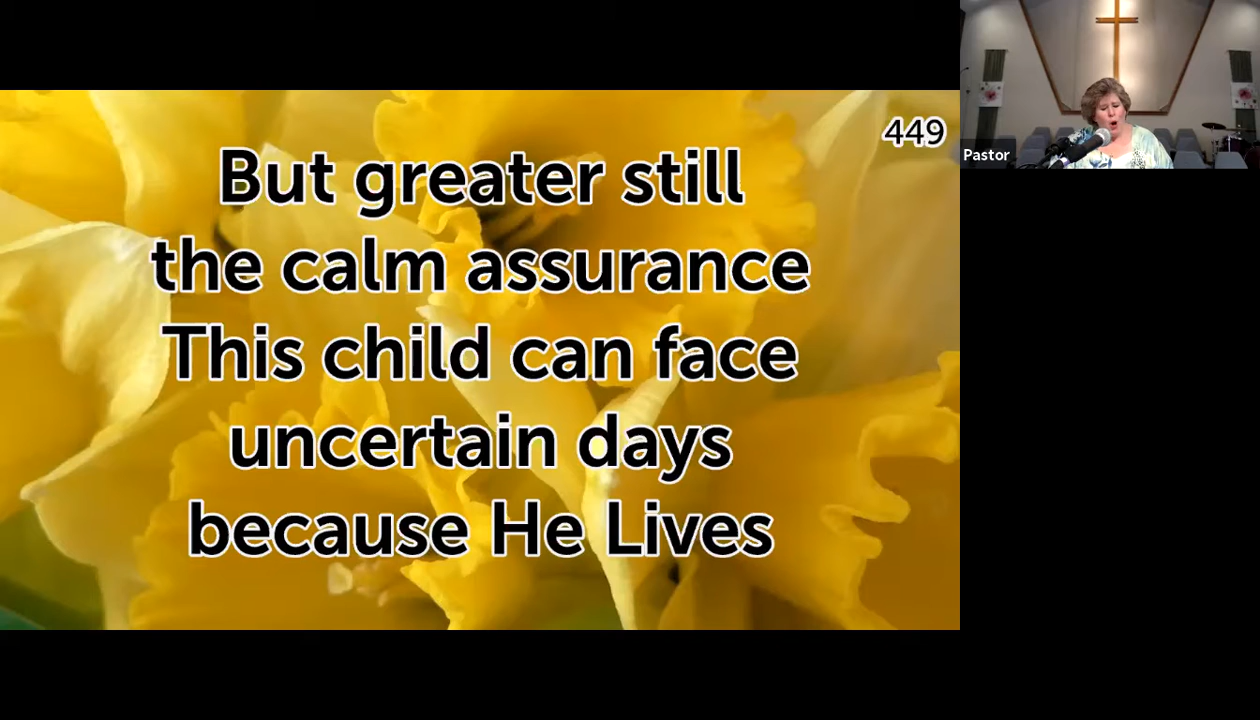 449
But greater still
the calm assurance
This child can face
uncertain days
because He Lives
Pastor